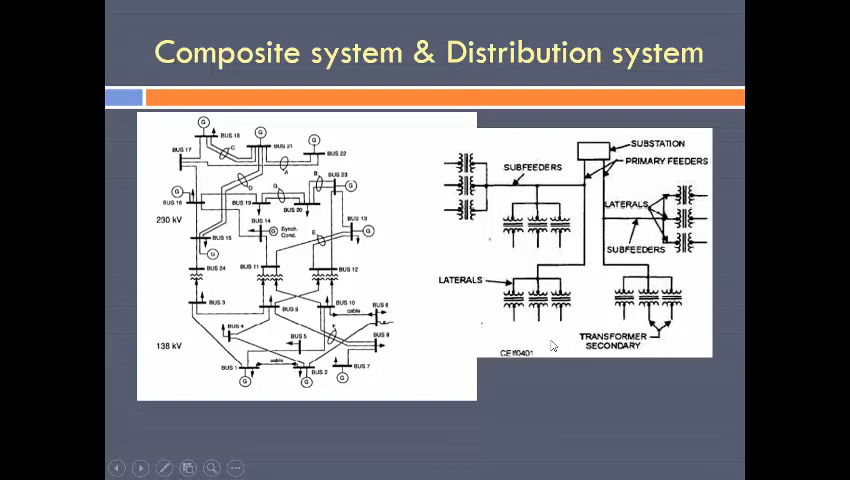 Composite system & Distribution system
G
BUS 18
G
BUS 21
G
BUS 22
BUS 17
C
A
BUS 23
B
G
D
G
G
BUS 16
BUS 19
BUS 20
230 kV
BUS 14
G
Synch.
Cond.
BUS 13
G
E
BUS 15
G
BUS 24
BUS 11
BUS 12
BUS 3
BUS 9
BUS 10
BUS 6
cable
BUS 4
F
BUS 5
BUS 8
138 kV
BUS 1
cable
BUS 2
BUS 7
G
G
G
SUBSTATION
PRIMARY FEEDERS
SUBFEEDERS
LATERALS
SUBFEEDERS
LATERALS
TRANSFORMER
SECONDARY
CE1f0401